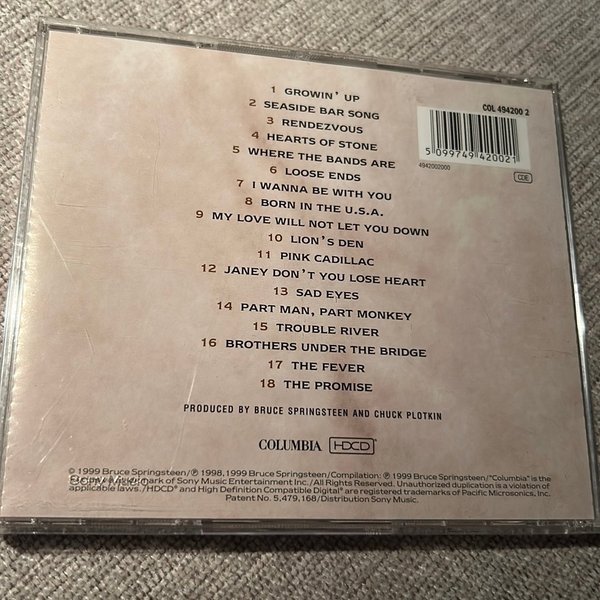 1 GROWIN' UP
2 SEASIDE BAR SONG
3 RENDEZVOUS
4 HEARTS OF STONE
5 WHERE THE BANDS ARE
6 LOOSE ENDS
7 I WANNA BE WITH YOU
8 BORN IN THE U.S.A.
9 MY LOVE WILL NOT LET YOU DOWN
10 LION'S DEN
11 PINK CADILLAC
12 JANEY DON'T YOU LOSE HEART
13 SAD EYES
14 PART MAN, PART MONKEY
15 TROUBLE RIVER
16 BROTHERS UNDER THE BRIDGE
17 THE FEVER
18 THE PROMISE
COL 494200 2
5 099749 420021
4942002000
CDE
PRODUCED BY BRUCE SPRINGSTEEN AND CHUCK PLOTKIN
COLUMBIA HDCD®
© 1999 Bruce Springsteen/℗ 1998, 1999 Bruce Springsteen/Compilation: ℗ 1999 Bruce Springsteen/"Columbia" is the
trademark of Sony Music Entertainment Inc./All Rights Reserved. Unauthorized duplication is a violation of
applicable laws./HDCD® and High Definition Compatible Digital® are registered trademarks of Pacific Microsonics, Inc.
Patent No. 5,479,168/Distribution Sony Music.